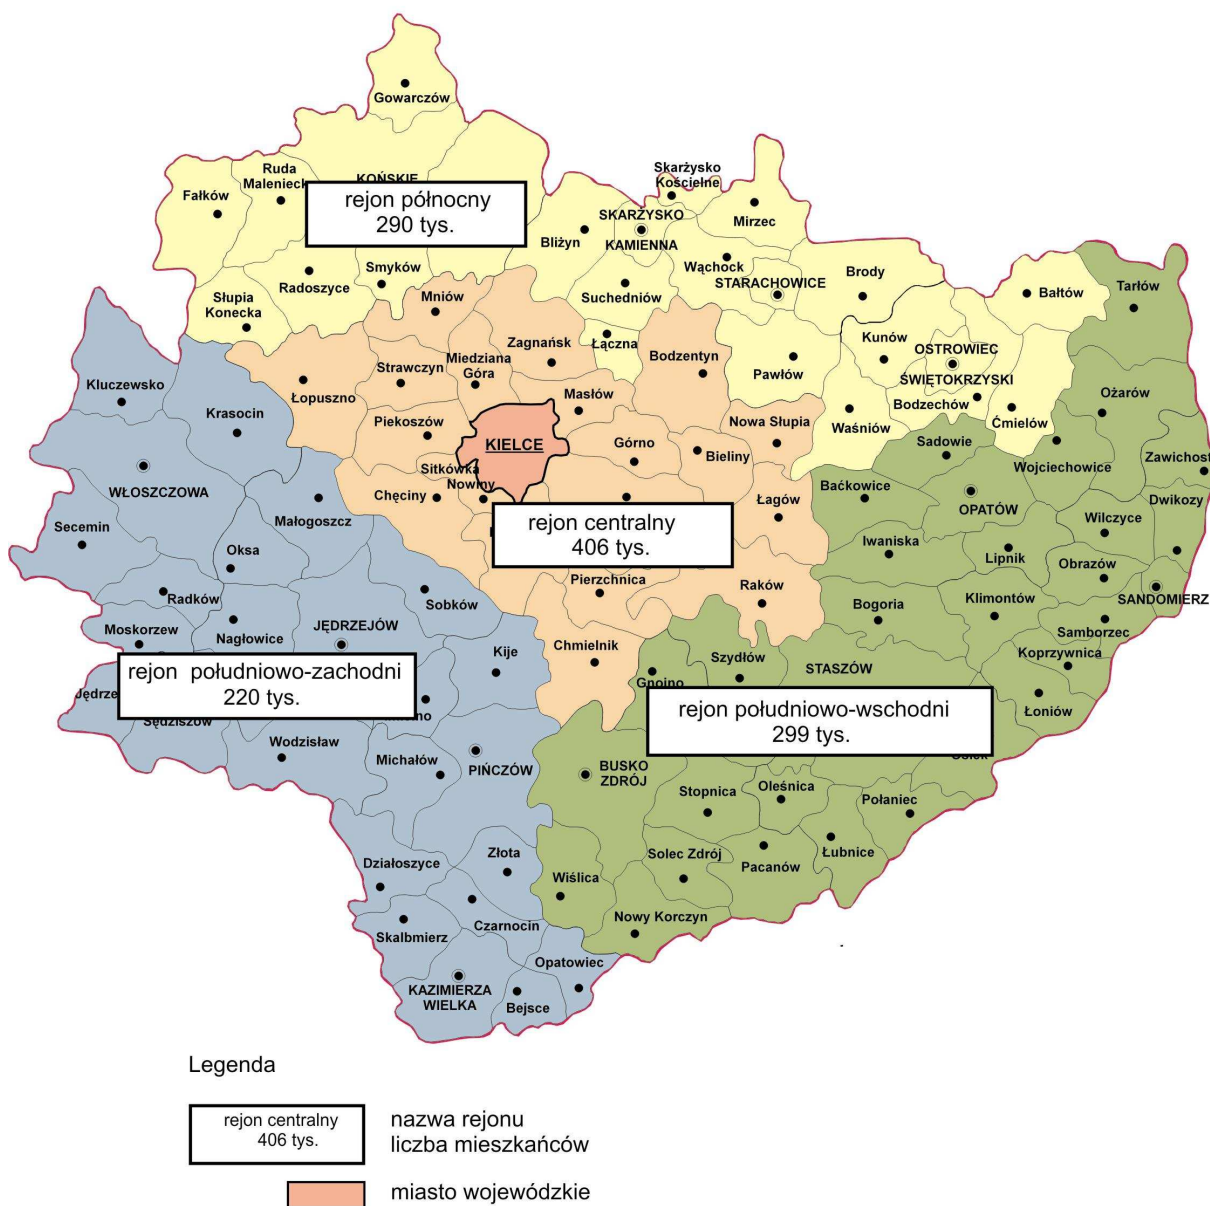 Gowarczów
Ruda
Malenieck
KOŃSKIE
Fałków
rejon północny
290 tys.
Skarżysko
Kościelne
SKARŻYSKO
KAMIENNA
Mirzec
Bliżyn
Wąchock
STARACHOWICE
Brody
Radoszyce
Smyków
Suchedniów
Słupia
Konecka
Mniów
Łączna
Bałtów
Tarłów
Kunów
OSTROWIEC
ŚWIĘTOKRZYSKI
Zagnańsk
Bodzentyn
Pawłów
Strawczyn
Miedziana
Góra
Kluczewsko
Łopuszno
Masłów
Bodzechów
Ożarów
Krasocin
Piekoszów
KIELCE
Górno
Nowa Słupia
Waśniów
Ćmielów
Bieliny
Sadowie
Wojciechowice
Zawichost
Sitkówka
Nowiny
WŁOSZCZOWA
Chęciny
Łagów
Baćkowice
OPATÓW
Dwikozy
Małogoszcz
Secemin
rejon centralny
406 tys.
Iwaniska
Wilczyce
Oksa
Lipnik
Obrazów
Pierzchnica
Raków
Radków
Sobków
Bogoria
Klimontów
SANDOMIERZ
Moskorzew
Nagłowice
JĘDRZEJÓW
Samborzec
Chmielnik
Kije
Szydłów
STASZÓW
Koprzywnica
rejon południowo-zachodni
220 tys.
Jędrze
Sędziszów
Gnojno
rejon południowo-wschodni
299 tys.
Łoniów
Wodzisław
Michałów
PIŃCZÓW
BUSKO
ZDRÓJ
Osiek
Stopnica
Oleśnica
Połaniec
Działoszyce
Złota
Wiślica
Solec Zdrój
Pacanów
Łubnice
Skalbmierz
Czarnocin
Nowy Korczyn
Opatowiec
KAZIMIERZA
WIELKA
Bejsce
Legenda
rejon centralny
406 tys.
nazwa rejonu
liczba mieszkańców
miasto wojewódzkie